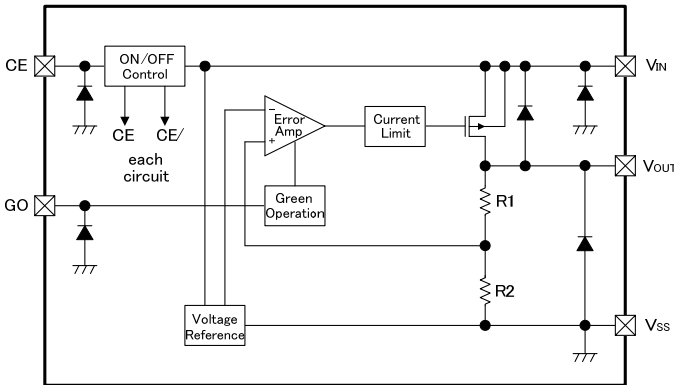 CE
ON/OFF
Control
CE
CE/
each
circuit
−
Error
Amp
+
Current
Limit
VIN
VOUT
GO
Green
Operation
R1
R2
Voltage
Reference
VSS